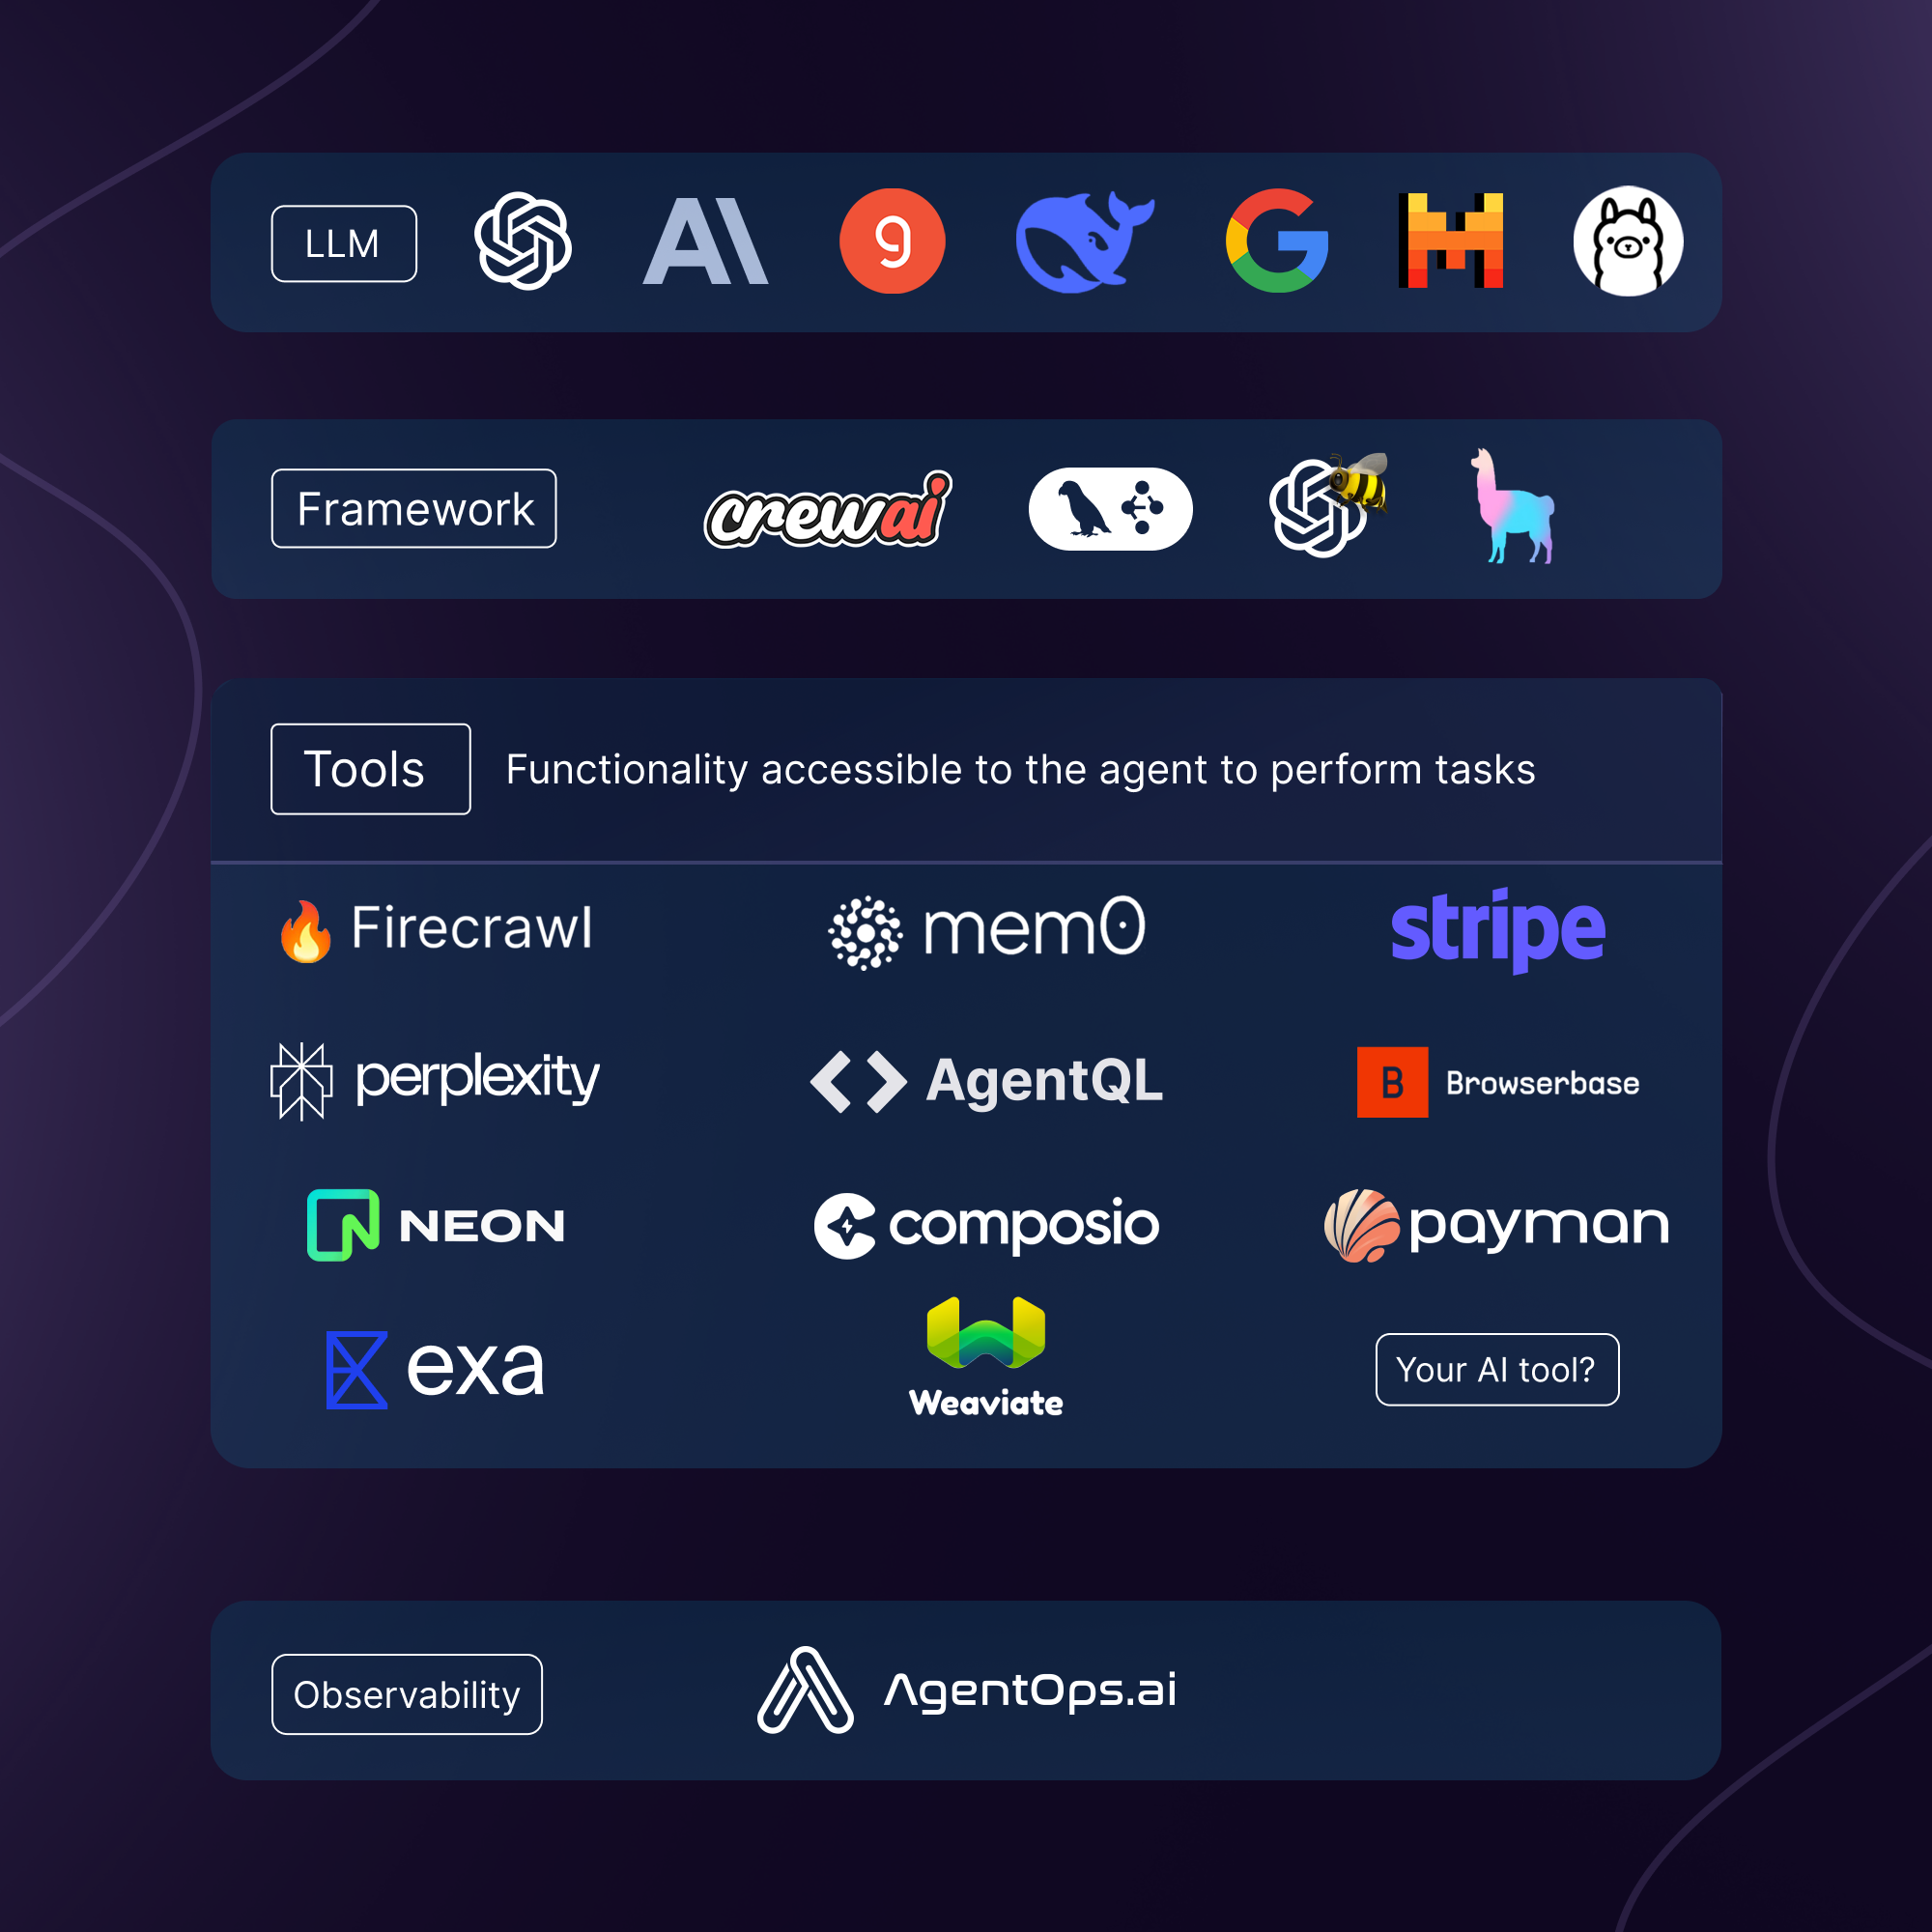 LLM
Framework
crewai
Tools
Functionality accessible to the agent to perform tasks
Firecrawl
mem0
stripe
perplexity
AgentQL
B Browserbase
NEON
composio
payman
exa
Weaviate
Your AI tool?
Observability
AgentOps.ai